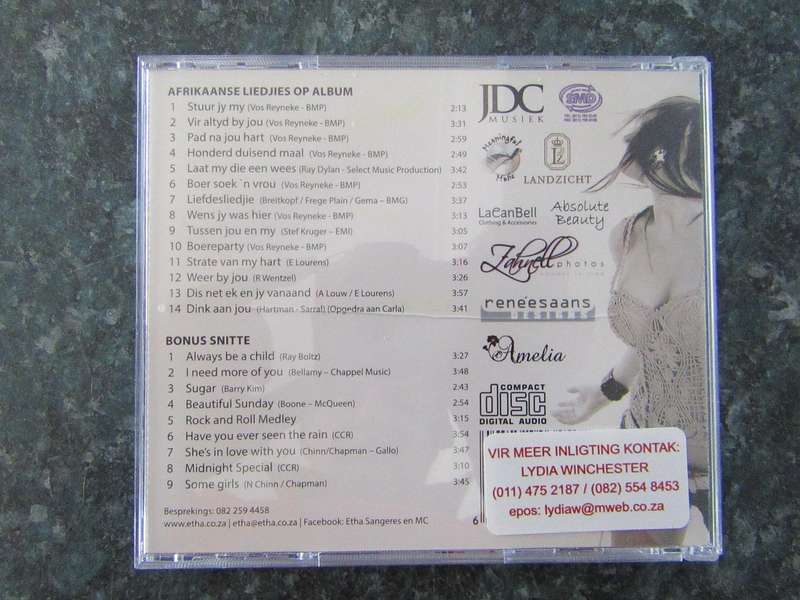 AFRIKAANSE LIEDJIES OP ALBUM
1 Stuur jy my (Vos Reyneke - BMP) 2:13
2 Vir altyd by jou (Vos Reyneke - BMP) 3:31
3 Pad na jou hart (Vos Reyneke - BMP) 2:59
4 Honderd duisend maal (Vos Reyneke - BMP) 2:49
5 Laat my die een wees (Ray Dylan - Select Music Production) 3:42
6 Boer soek `n vrou (Vos Reyneke - BMP) 2:53
7 Liefdesliedjie (Breitkopf / Frege Plain / Gema – BMG) 3:37
8 Wens jy was hier (Vos Reyneke - BMP) 3:13
9 Tussen jou en my (Stef Kruger – EMI) 3:05
10 Boereparty (Vos Reyneke - BMP) 3:07
11 Strate van my hart (E Lourens) 3:16
12 Weer by jou (R Wentzel) 3:26
13 Dis net ek en jy vanaand (A Louw / E Lourens) 3:57
14 Dink aan jou (Hartman - Sarral) (Opgedra aan Carla) 3:41
BONUS SNITTE
1 Always be a child (Ray Boltz) 3:27
2 I need more of you (Bellamy – Chappel Music) 3:48
3 Sugar (Barry Kim) 2:43
4 Beautiful Sunday (Boone – McQueen) 2:54
5 Rock and Roll Medley 3:15
6 Have you ever seen the rain (CCR) 3:54
7 She's in love with you (Chinn/Chapman – Gallo) 3:47
8 Midnight Special (CCR) 3:10
9 Some girls (N Chinn / Chapman) 3:45
Besprekings: 082 259 4458
www.etha.co.za | etha@etha.co.za | Facebook: Etha Sangeres en MC
JDC
MUSIEK
SMD
Meaningful
Media
LZ
LANDZICHT
LaCanBell
Clothing & Accessories
Absolute
Beauty
Zahnell photos
reneésaans
DESIGNS
Amelia
COMPACT
disc
DIGITAL AUDIO
6
VIR MEER INLIGTING KONTAK:
LYDIA WINCHESTER
(011) 475 2187 / (082) 554 8453
epos: lydiaw@mweb.co.za